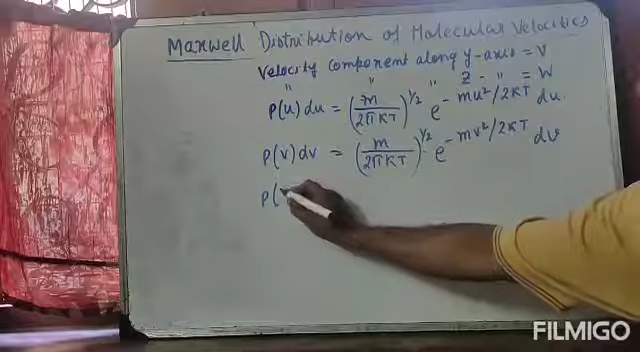 Maxwell Distribution of Molecular Velocities
Velocity component along y-axis = V
" " " Z - " = W
P(u) du = (m/2πKT)^1/2 e^-mu²/2KT du.
P(v) dv = (m/2πKT)^1/2 e^-mv²/2KT dv
P(
FILMIGO